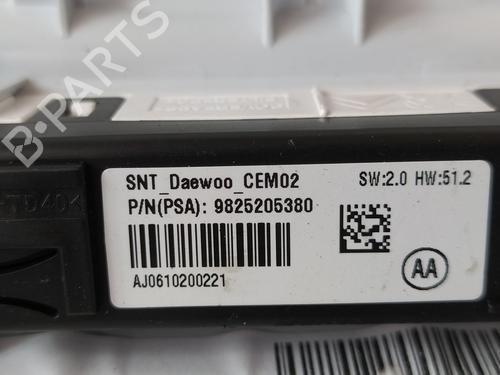 B-PARTS
SNT_Daewoo_CEM02 SW:2.0 HW:51.2
P/N(PSA): 9825205380
AJ0610200221
AA